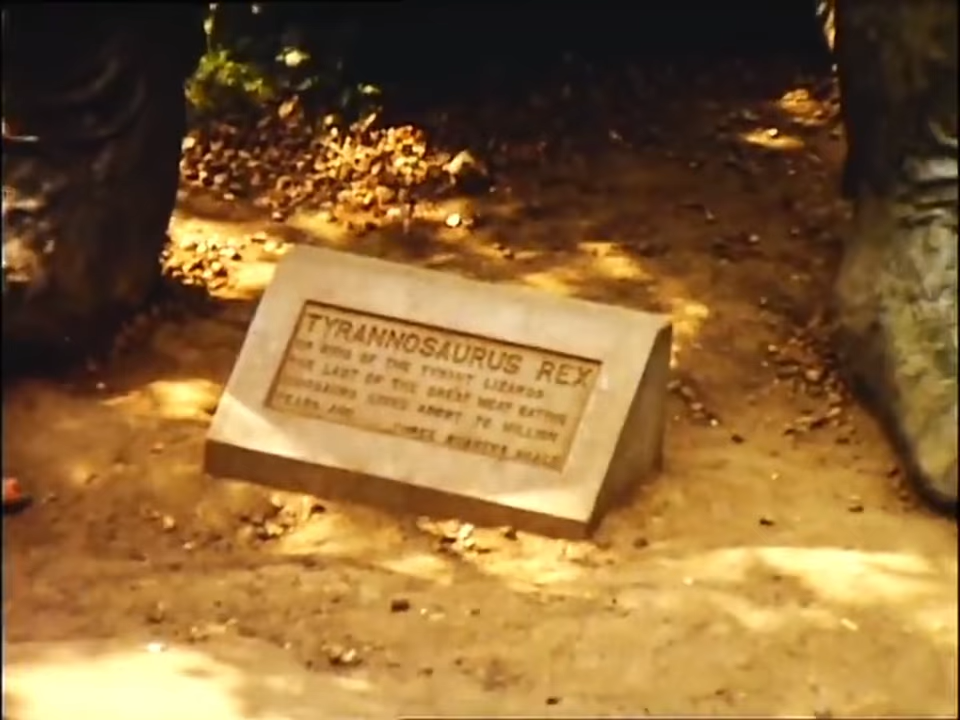 TYRANNOSAURUS REX
THE KING OF THE TYRANT LIZARDS
THE LAST OF THE GREAT MEAT EATING
DINOSAURS LIVED ABOUT 70 MILLION
YEARS AGO